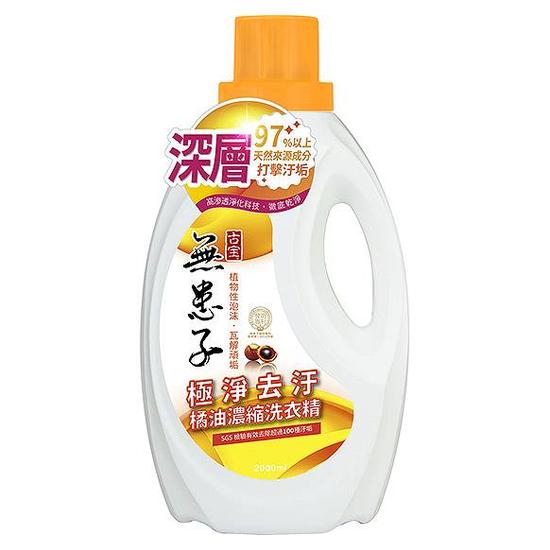 深層
97%以上
天然來源成分
打擊汙垢
高滲透淨化科技・徹底乾淨
古宝
無患子
植物性泡沫・瓦解頑垢
極淨去汙
橘油濃縮洗衣精
SGS 檢驗有效去除超過100種汙垢
2000ml